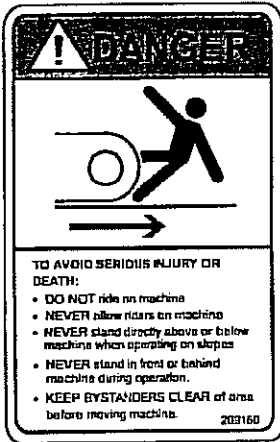 DANGER
TO AVOID SERIOUS INJURY OR
DEATH:
• DO NOT ride on machine
• NEVER allow riders on machine
• NEVER stand directly above or below
machine when operating on slopes
• NEVER stand in front or behind
machine during operation.
• KEEP BYSTANDERS CLEAR of area
before moving machine.
209160